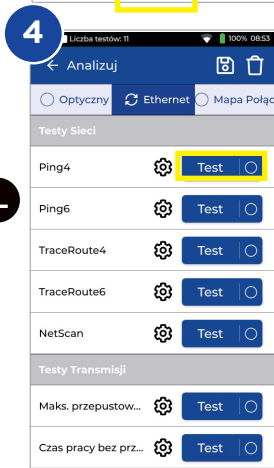 4
Liczba testów: 11 100% 08:53
← Analizuj
Optyczny Ethernet Mapa Połąc
Testy Sieci
Ping4 Test
Ping6 Test
TraceRoute4 Test
TraceRoute6 Test
NetScan Test
Testy Transmisji
Maks. przepustow... Test
Czas pracy bez prz... Test